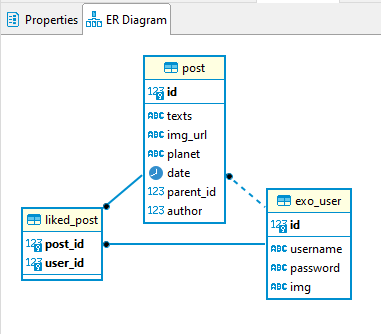 Properties
ER Diagram
post
123 id
ABC texts
ABC img_url
ABC planet
date
123 parent_id
123 author
liked_post
123 post_id
123 user_id
exo_user
123 id
ABC username
ABC password
ABC img